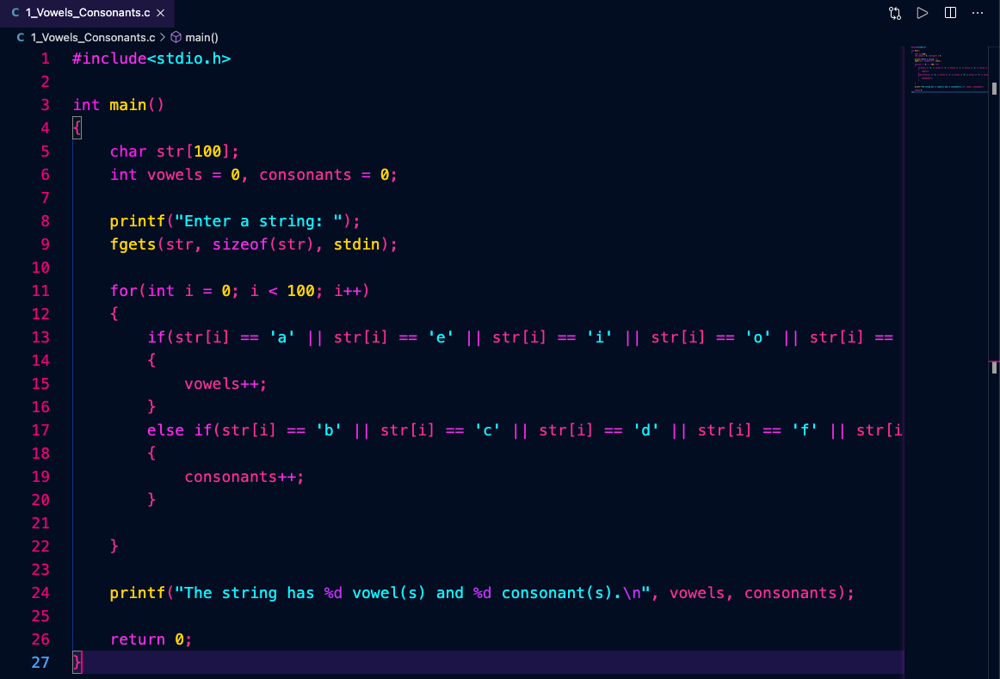 C 1_Vowels_Consonants.c ×
C 1_Vowels_Consonants.c > main()
1 #include<stdio.h>
2
3 int main()
4 {
5     char str[100];
6     int vowels = 0, consonants = 0;
7
8     printf("Enter a string: ");
9     fgets(str, sizeof(str), stdin);
10
11     for(int i = 0; i < 100; i++)
12     {
13         if(str[i] == 'a' || str[i] == 'e' || str[i] == 'i' || str[i] == 'o' || str[i] ==
14         {
15             vowels++;
16         }
17         else if(str[i] == 'b' || str[i] == 'c' || str[i] == 'd' || str[i] == 'f' || str[i
18         {
19             consonants++;
20         }
21
22     }
23
24     printf("The string has %d vowel(s) and %d consonant(s).\n", vowels, consonants);
25
26     return 0;
27 }